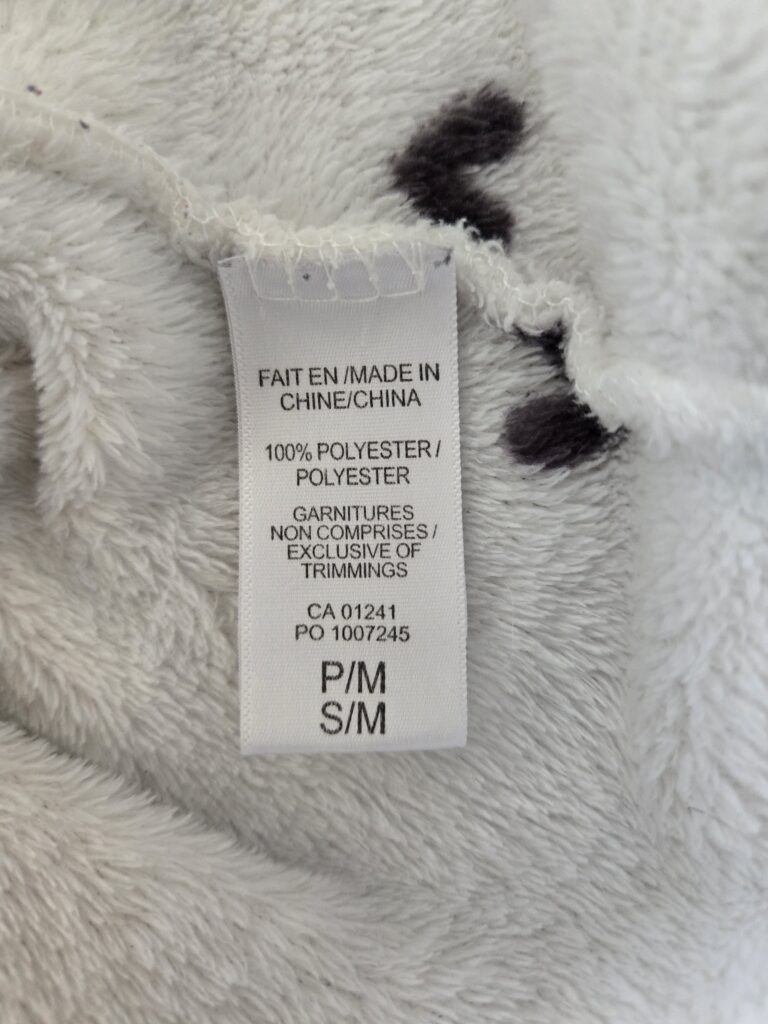 FAIT EN /MADE IN
CHINE/CHINA
100% POLYESTER /
POLYESTER
GARNITURES
NON COMPRISES /
EXCLUSIVE OF
TRIMMINGS
CA 01241
PO 1007245
P/M
S/M